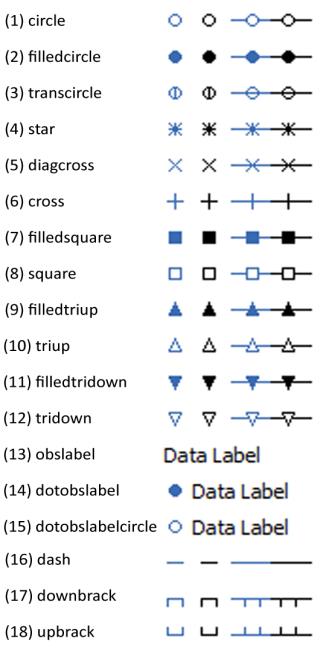 (1) circle
(2) filledcircle
(3) transcircle
(4) star
(5) diagcross
(6) cross
(7) filledsquare
(8) square
(9) filledtriup
(10) triup
(11) filledtridown
(12) tridown
(13) obslabel Data Label
(14) dotobslabel Data Label
(15) dotobslabelcircle Data Label
(16) dash
(17) downbrack
(18) upbrack